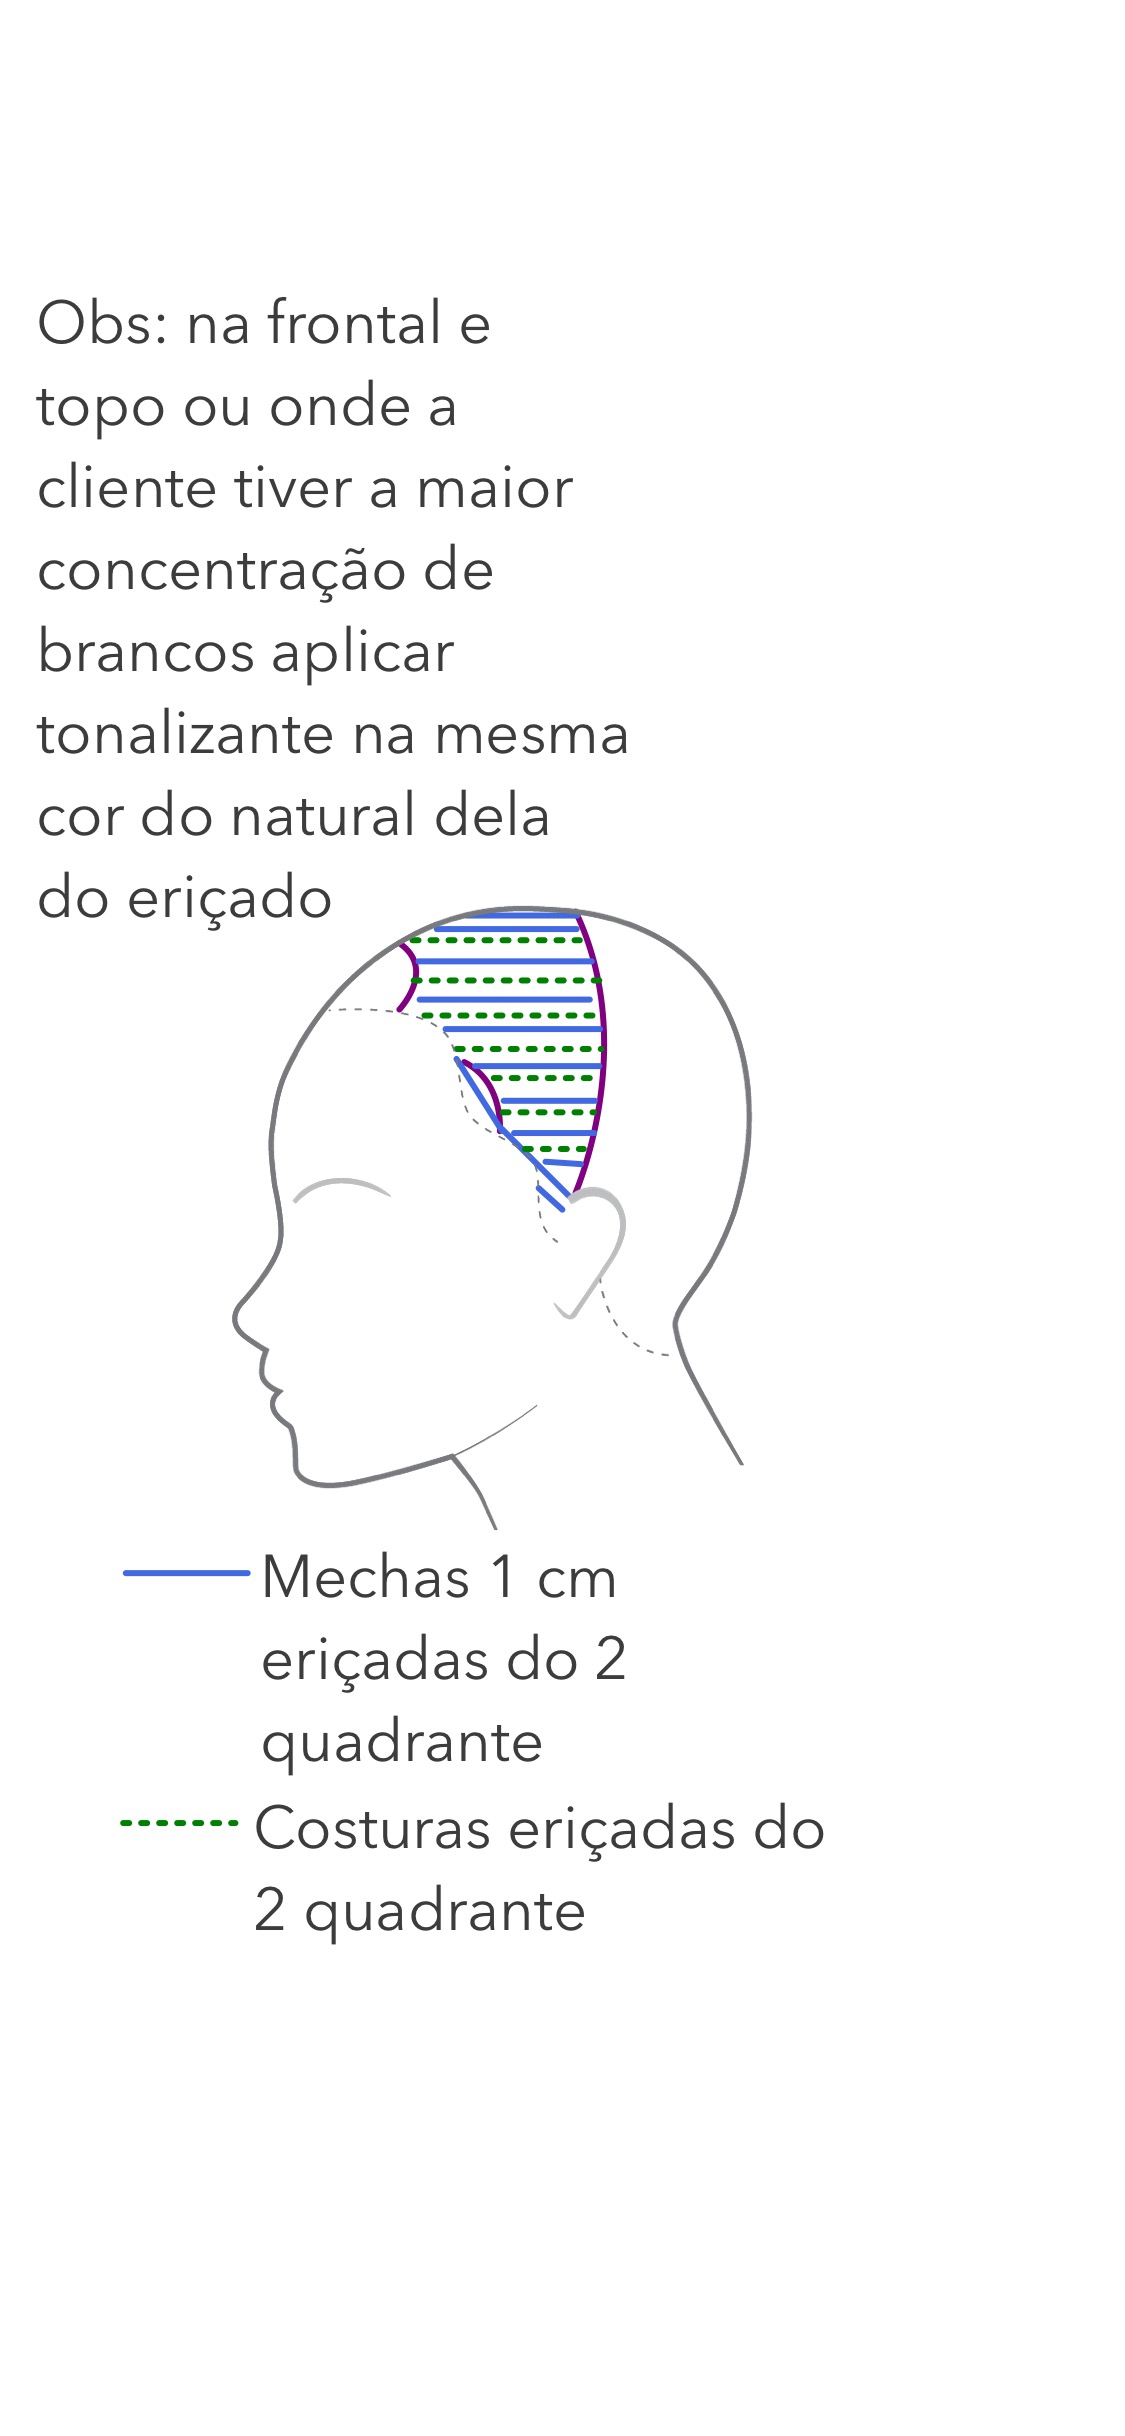 Obs: na frontal e
topo ou onde a
cliente tiver a maior
concentração de
brancos aplicar
tonalizante na mesma
cor do natural dela
do eriçado
Mechas 1 cm
eriçadas do 2
quadrante
Costuras eriçadas do
2 quadrante